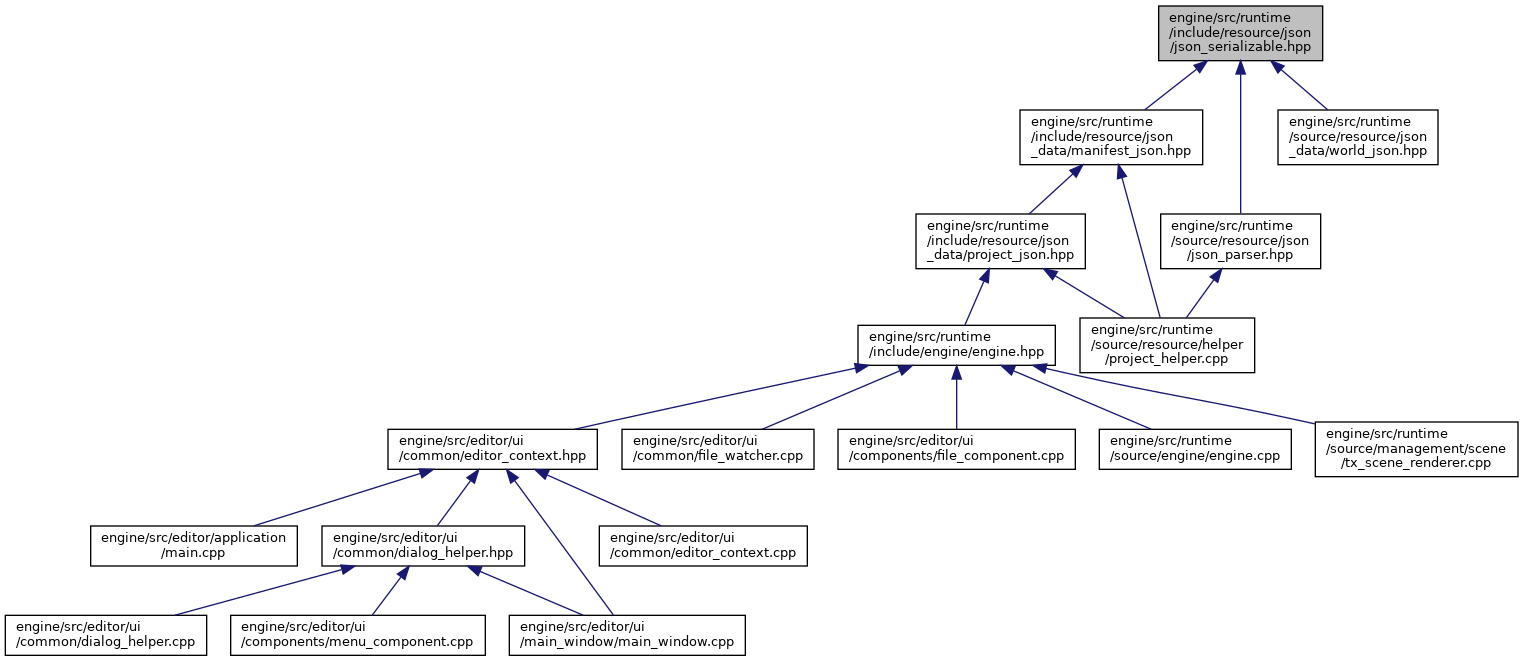 engine/src/runtime
/include/resource/json
/json_serializable.hpp
engine/src/runtime
/include/resource/json
_data/manifest_json.hpp
engine/src/runtime
/source/resource/json
_data/world_json.hpp
engine/src/runtime
/include/resource/json
_data/project_json.hpp
engine/src/runtime
/source/resource/json
/json_parser.hpp
engine/src/runtime
/include/engine/engine.hpp
engine/src/runtime
/source/resource/helper
/project_helper.cpp
engine/src/editor/ui
/common/editor_context.hpp
engine/src/editor/ui
/common/file_watcher.cpp
engine/src/editor/ui
/components/file_component.cpp
engine/src/runtime
/source/engine/engine.cpp
engine/src/runtime
/source/management/scene
/tx_scene_renderer.cpp
engine/src/editor/application
/main.cpp
engine/src/editor/ui
/common/dialog_helper.hpp
engine/src/editor/ui
/common/editor_context.cpp
engine/src/editor/ui
/common/dialog_helper.cpp
engine/src/editor/ui
/components/menu_component.cpp
engine/src/editor/ui
/main_window/main_window.cpp